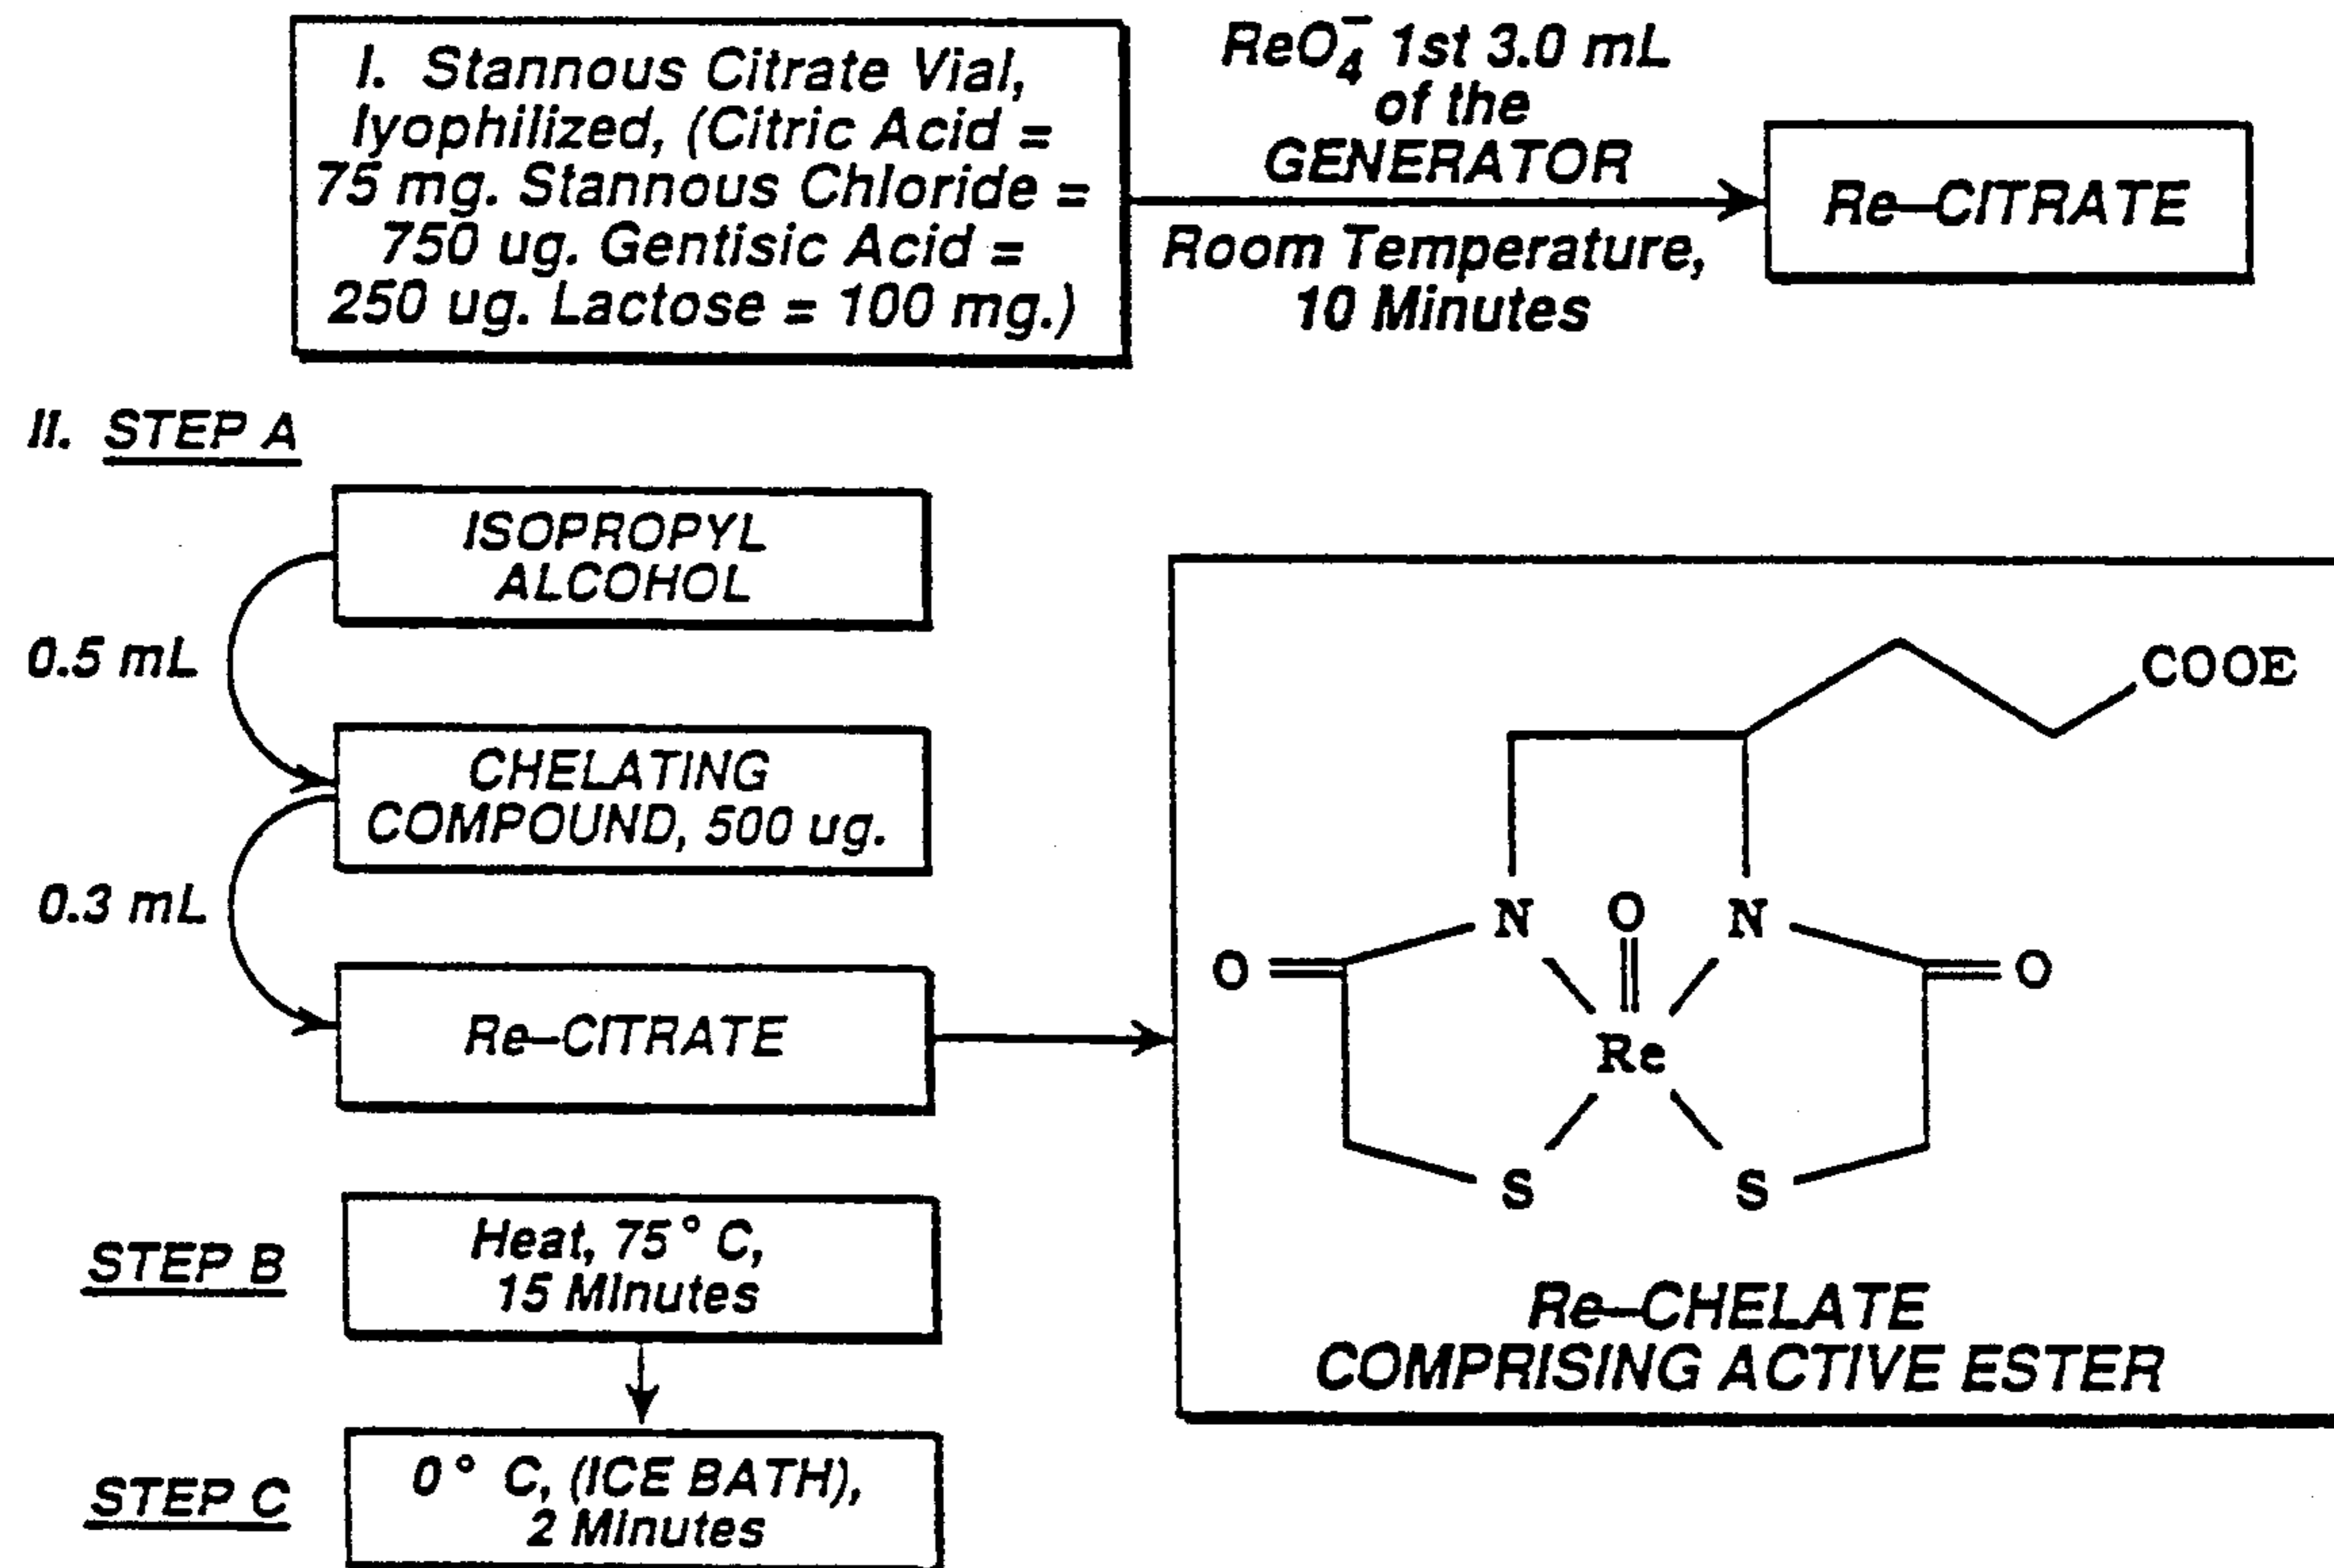 I. Stannous Citrate Vial,
lyophilized, (Citric Acid =
75 mg. Stannous Chloride =
750 ug. Gentisic Acid =
250 ug. Lactose = 100 mg.)
ReO₄⁻ 1st 3.0 mL
of the
GENERATOR
Room Temperature,
10 Minutes
Re–CITRATE
II. STEP A
ISOPROPYL
ALCOHOL
0.5 mL
CHELATING
COMPOUND, 500 ug.
0.3 mL
Re–CITRATE
STEP B
Heat, 75° C,
15 Minutes
STEP C
0° C, (ICE BATH),
2 Minutes
COOE
N O N
O O
Re
S S
Re–CHELATE
COMPRISING ACTIVE ESTER